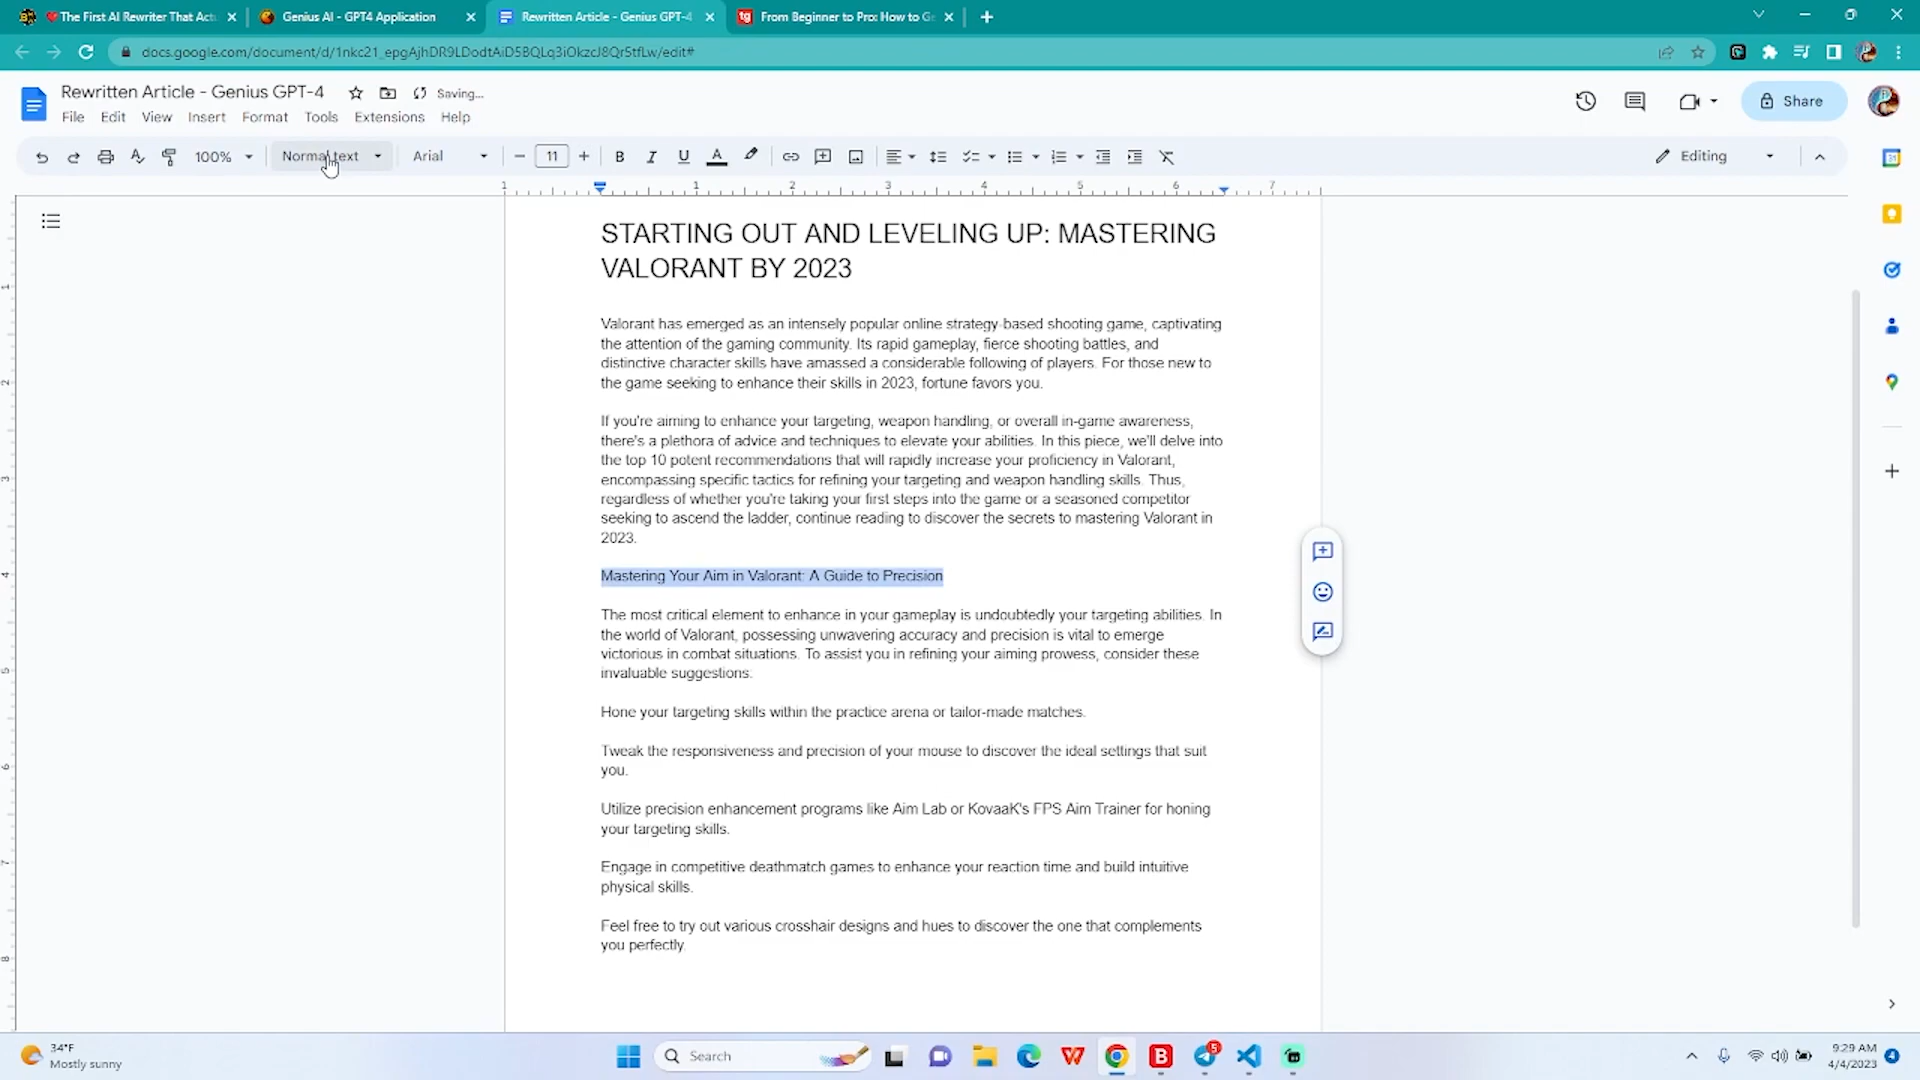 The First AI Rewriter That Actu
Genius AI - GPT4 Application
Rewritten Article - Genius GPT-4
From Beginner to Pro: How to Ge
docs.google.com/document/d/1nkc21_epgAjhDR9LDodtAiD5BQLq3iOkzcJ8Qr5tfLw/edit#
Rewritten Article - Genius GPT-4
Saving...
File Edit View Insert Format Tools Extensions Help
Share
100% Normal text Arial 11 Editing
1 1 2 3 4 5 6 7
STARTING OUT AND LEVELING UP: MASTERING
VALORANT BY 2023
Valorant has emerged as an intensely popular online strategy-based shooting game, captivating
the attention of the gaming community. Its rapid gameplay, fierce shooting battles, and
distinctive character skills have amassed a considerable following of players. For those new to
the game seeking to enhance their skills in 2023, fortune favors you.
If you're aiming to enhance your targeting, weapon handling, or overall in-game awareness,
there's a plethora of advice and techniques to elevate your abilities. In this piece, we'll delve into
the top 10 potent recommendations that will rapidly increase your proficiency in Valorant,
encompassing specific tactics for refining your targeting and weapon handling skills. Thus,
regardless of whether you're taking your first steps into the game or a seasoned competitor
seeking to ascend the ladder, continue reading to discover the secrets to mastering Valorant in
2023.
Mastering Your Aim in Valorant: A Guide to Precision
The most critical element to enhance in your gameplay is undoubtedly your targeting abilities. In
the world of Valorant, possessing unwavering accuracy and precision is vital to emerge
victorious in combat situations. To assist you in refining your aiming prowess, consider these
invaluable suggestions:
Hone your targeting skills within the practice arena or tailor-made matches.
Tweak the responsiveness and precision of your mouse to discover the ideal settings that suit
you.
Utilize precision enhancement programs like Aim Lab or KovaaK's FPS Aim Trainer for honing
your targeting skills.
Engage in competitive deathmatch games to enhance your reaction time and build intuitive
physical skills.
Feel free to try out various crosshair designs and hues to discover the one that complements
you perfectly.
34°F
Mostly sunny
Search
5
9:29 AM
4/4/2023
4